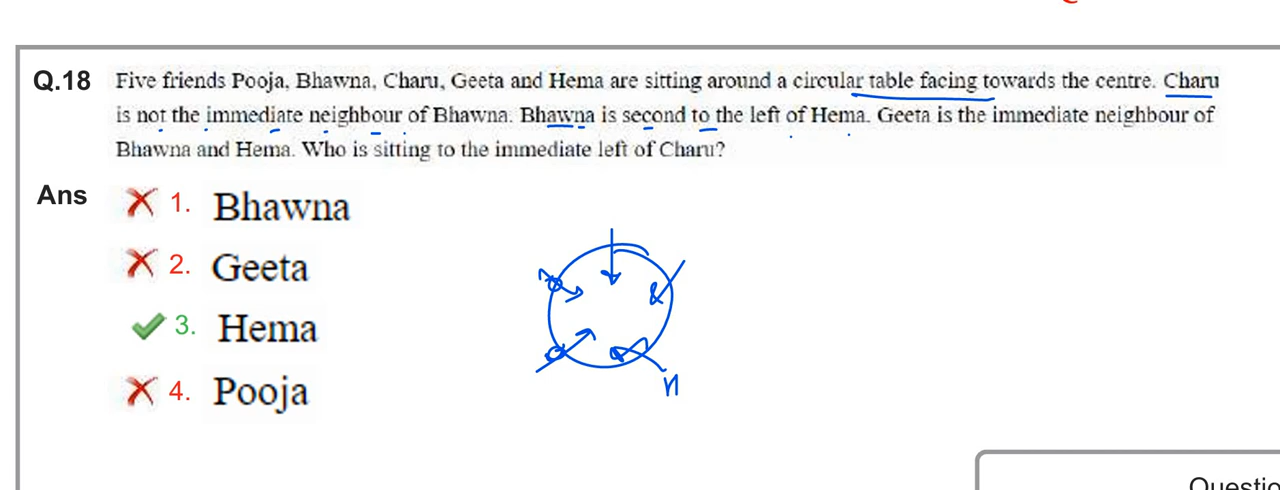 Q.18 Five friends Pooja, Bhawna, Charu, Geeta and Hema are sitting around a circular table facing towards the centre. Charu
is not the immediate neighbour of Bhawna. Bhawna is second to the left of Hema. Geeta is the immediate neighbour of
Bhawna and Hema. Who is sitting to the immediate left of Charu?
Ans
1. Bhawna
2. Geeta
3. Hema
4. Pooja